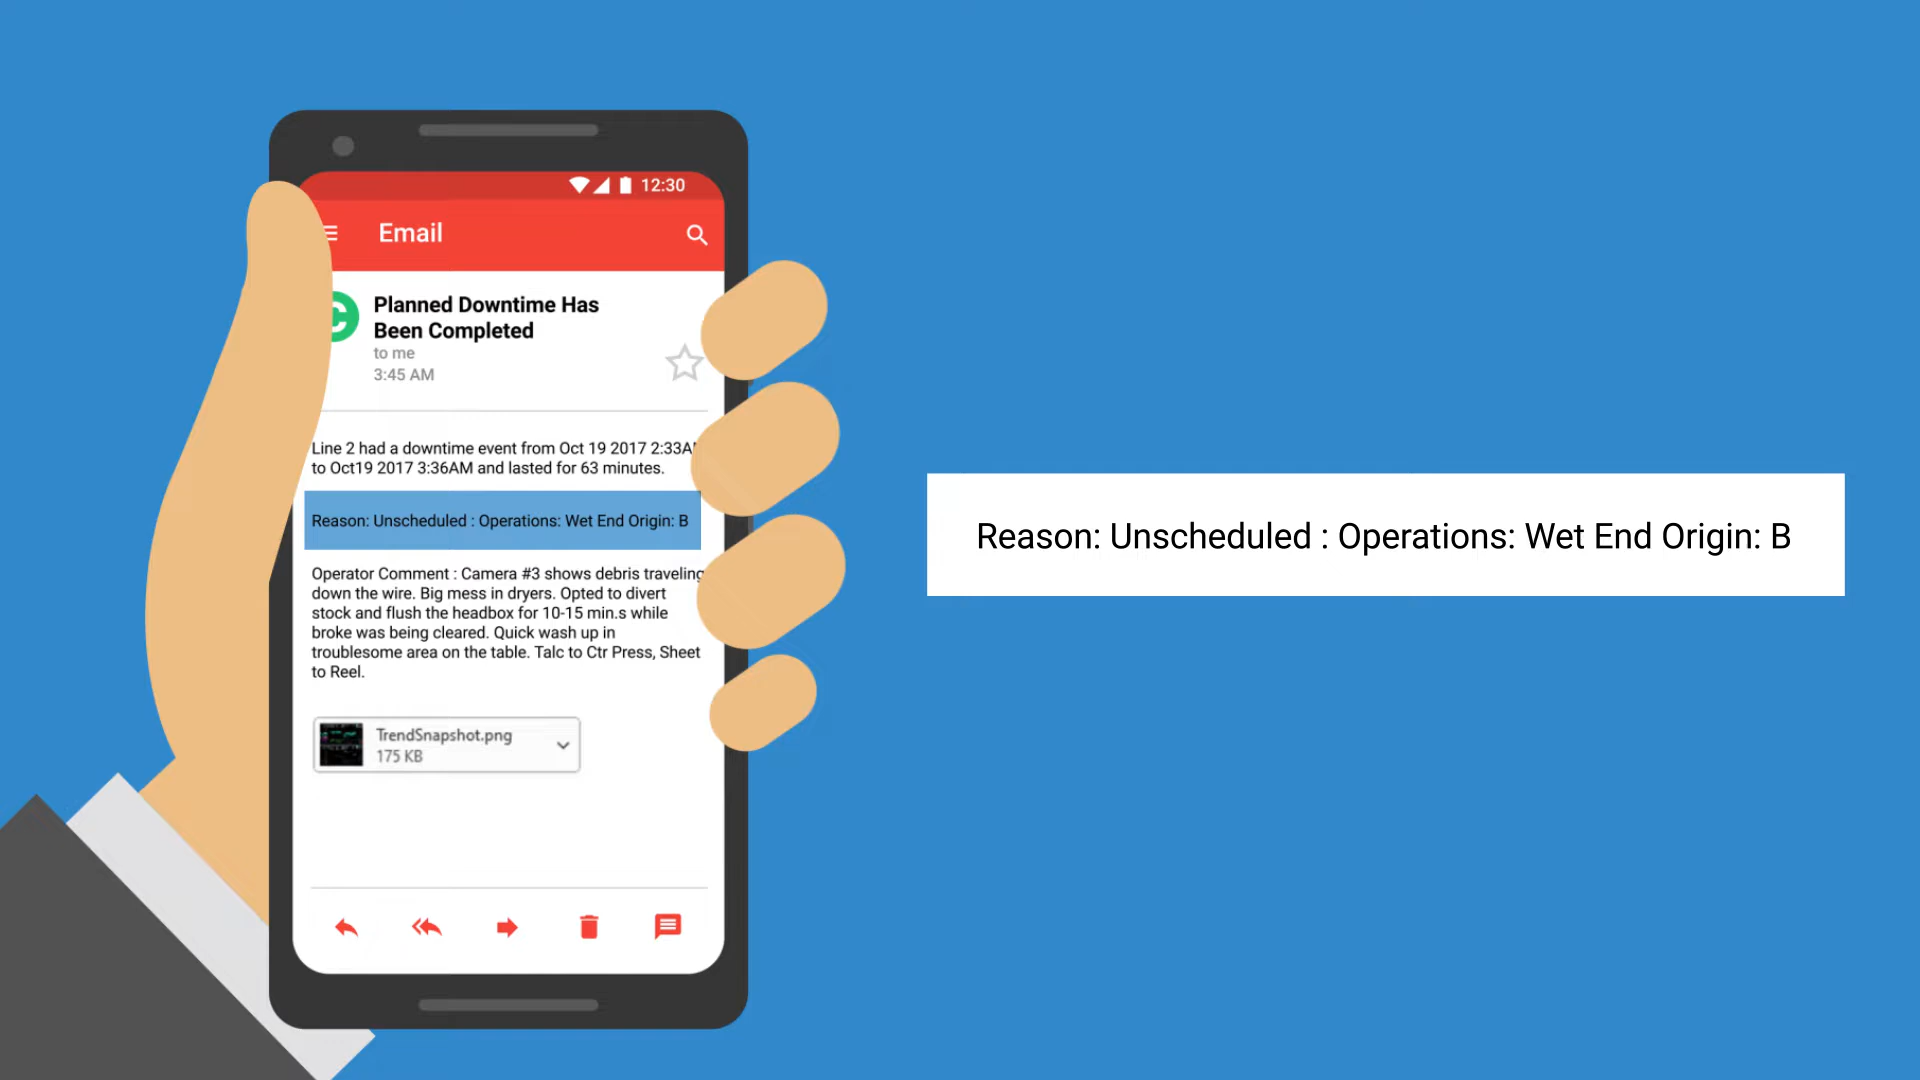 12:30
Email
Planned Downtime Has
Been Completed
to me
3:45 AM
Line 2 had a downtime event from Oct 19 2017
to Oct19 2017 3:36AM and lasted for 63 minutes.
Reason: Unscheduled : Operations: Wet End Origin: B
Operator Comment : Camera #3 shows debris traveling
down the wire. Big mess in dryers. Opted to divert
stock and flush the headbox for 10-15 min.s while
broke was being cleared. Quick wash up in
troublesome area on the table. Talc to Ctr Press, Sheet
to Reel.
TrendSnapshot.png
175 KB
Reason: Unscheduled : Operations: Wet End Origin: B